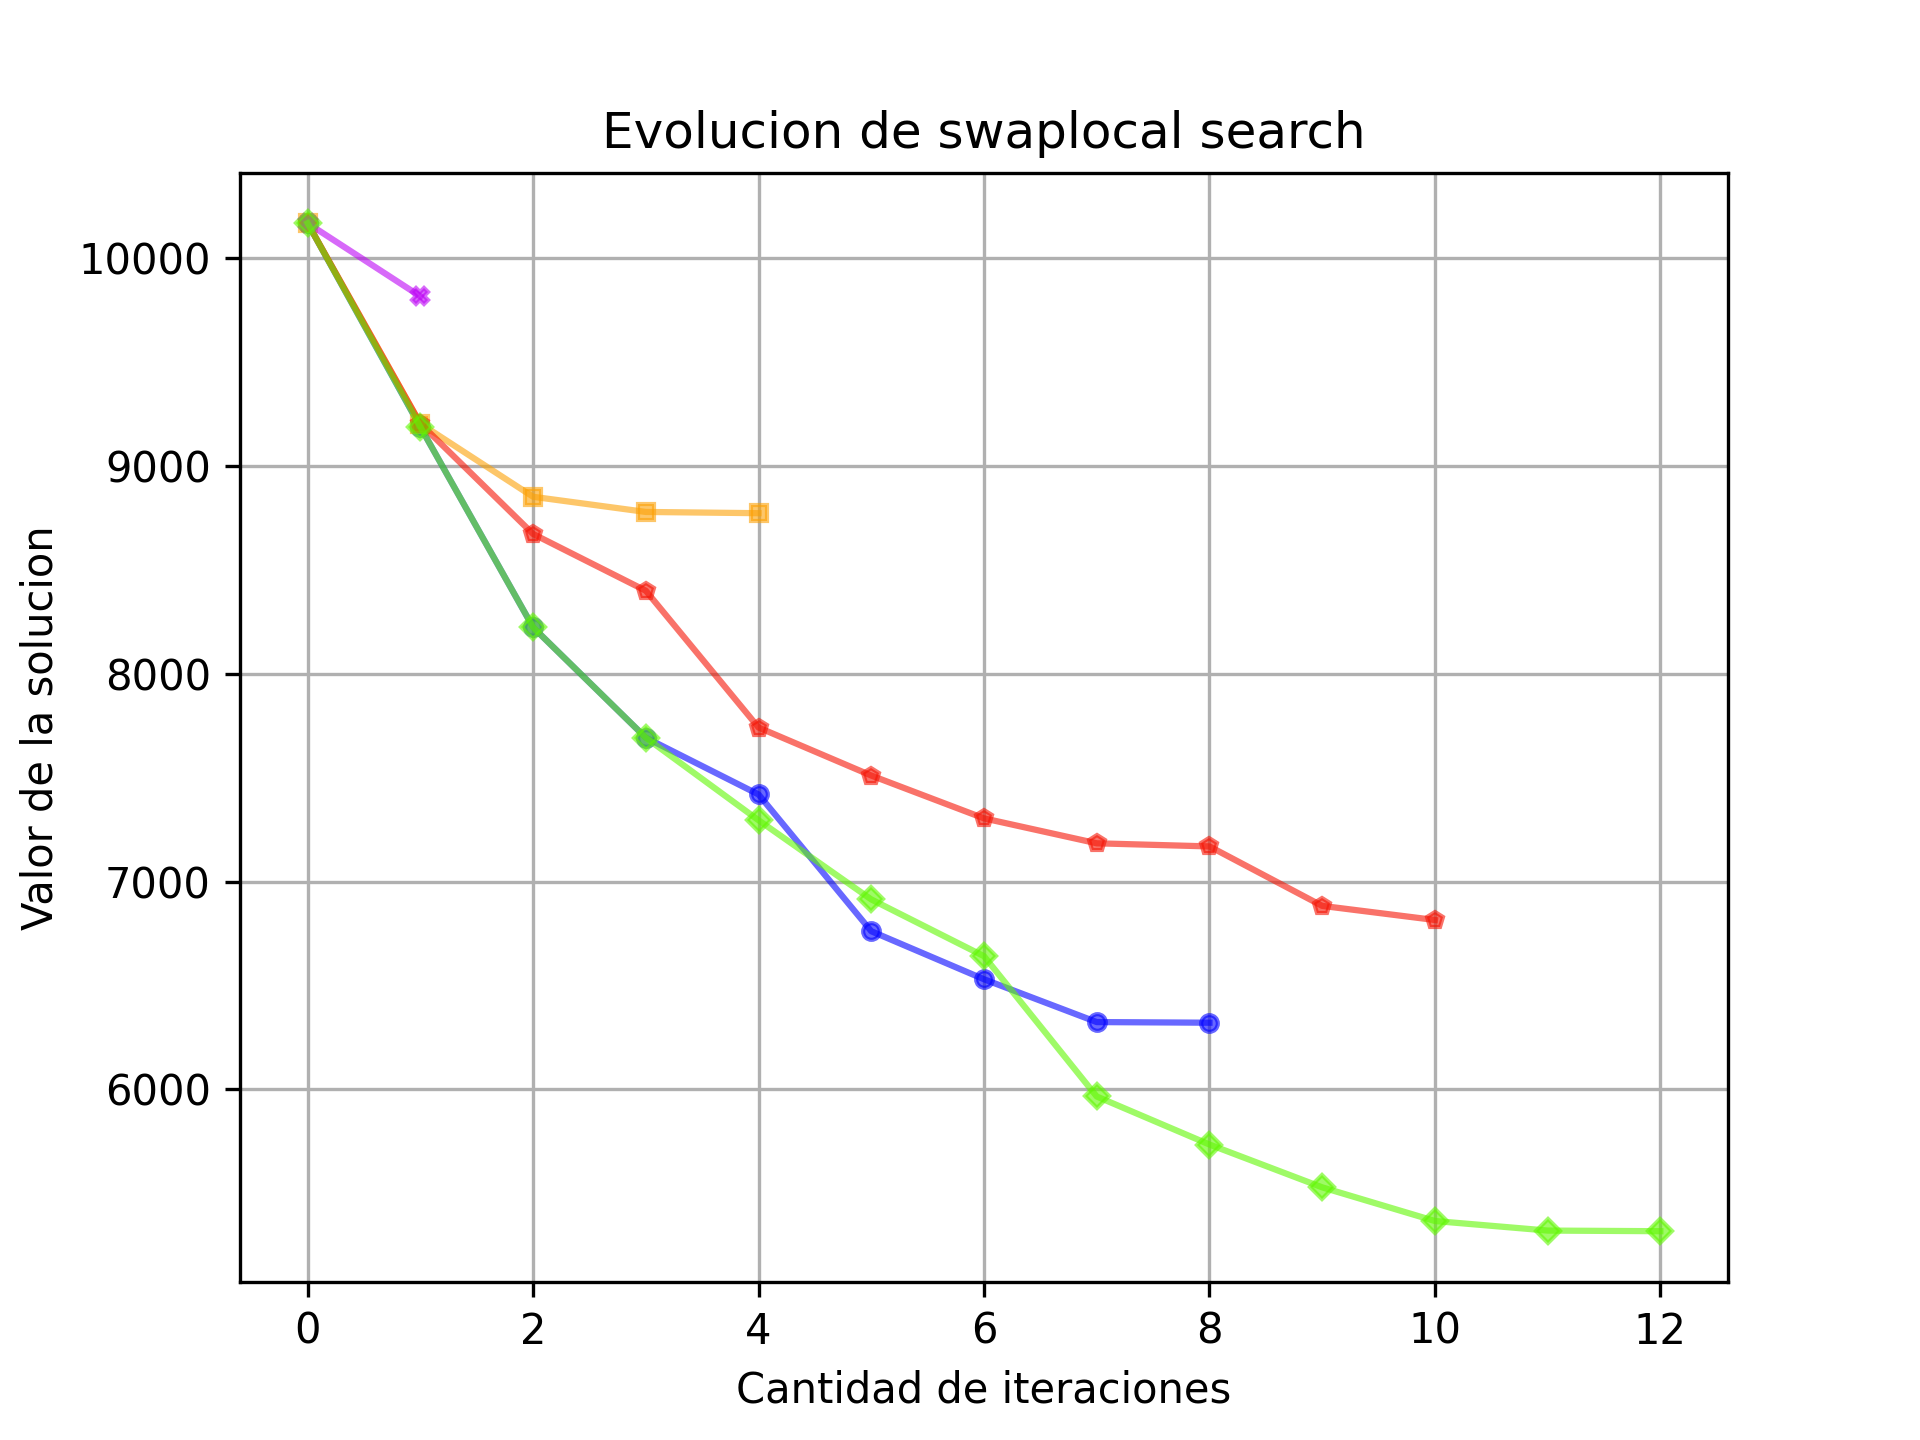 Evolucion de swaplocal search
10000
9000
8000
7000
6000
Valor de la solucion
0 2 4 6 8 10 12
Cantidad de iteraciones